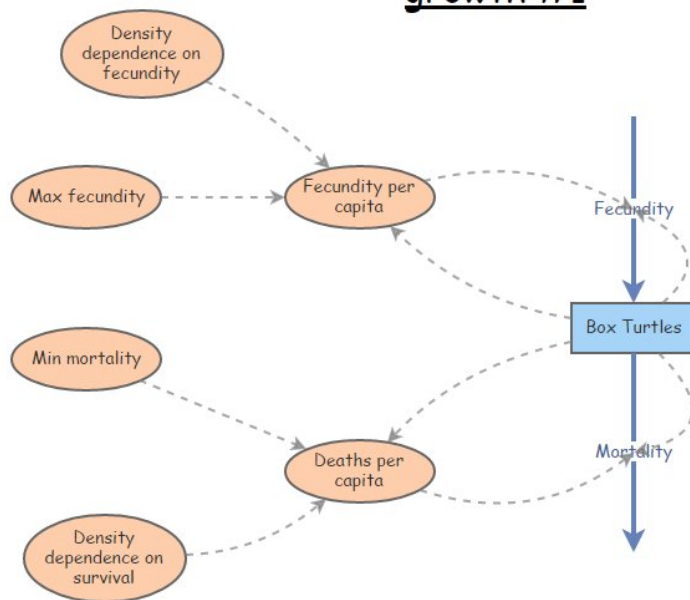 Density
dependence on
fecundity
Max fecundity
Fecundity per
capita
Fecundity
Box Turtles
Min mortality
Deaths per
capita
Mortality
Density
dependence on
survival